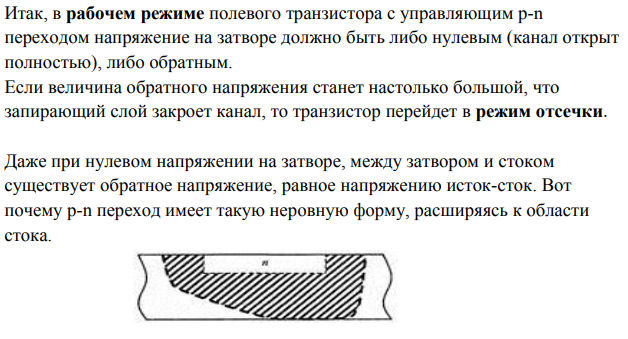 Итак, в рабочем режиме полевого транзистора с управляющим p-n
переходом напряжение на затворе должно быть либо нулевым (канал открыт
полностью), либо обратным.
Если величина обратного напряжения станет настолько большой, что
запирающий слой закроет канал, то транзистор перейдет в режим отсечки.
Даже при нулевом напряжении на затворе, между затвором и стоком
существует обратное напряжение, равное напряжению исток-сток. Вот
почему p-n переход имеет такую неровную форму, расширяясь к области
стока.
n